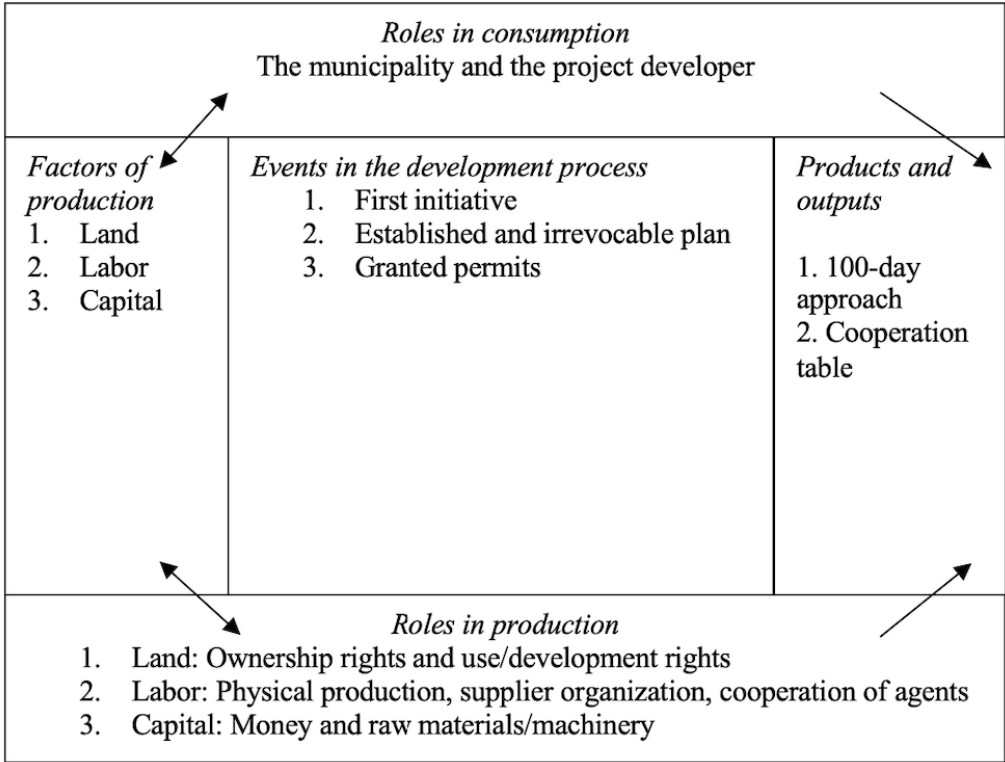 Roles in consumption
The municipality and the project developer
Factors of
production
1. Land
2. Labor
3. Capital
Events in the development process
1. First initiative
2. Established and irrevocable plan
3. Granted permits
Products and
outputs
1. 100-day
approach
2. Cooperation
table
Roles in production
1. Land: Ownership rights and use/development rights
2. Labor: Physical production, supplier organization, cooperation of agents
3. Capital: Money and raw materials/machinery